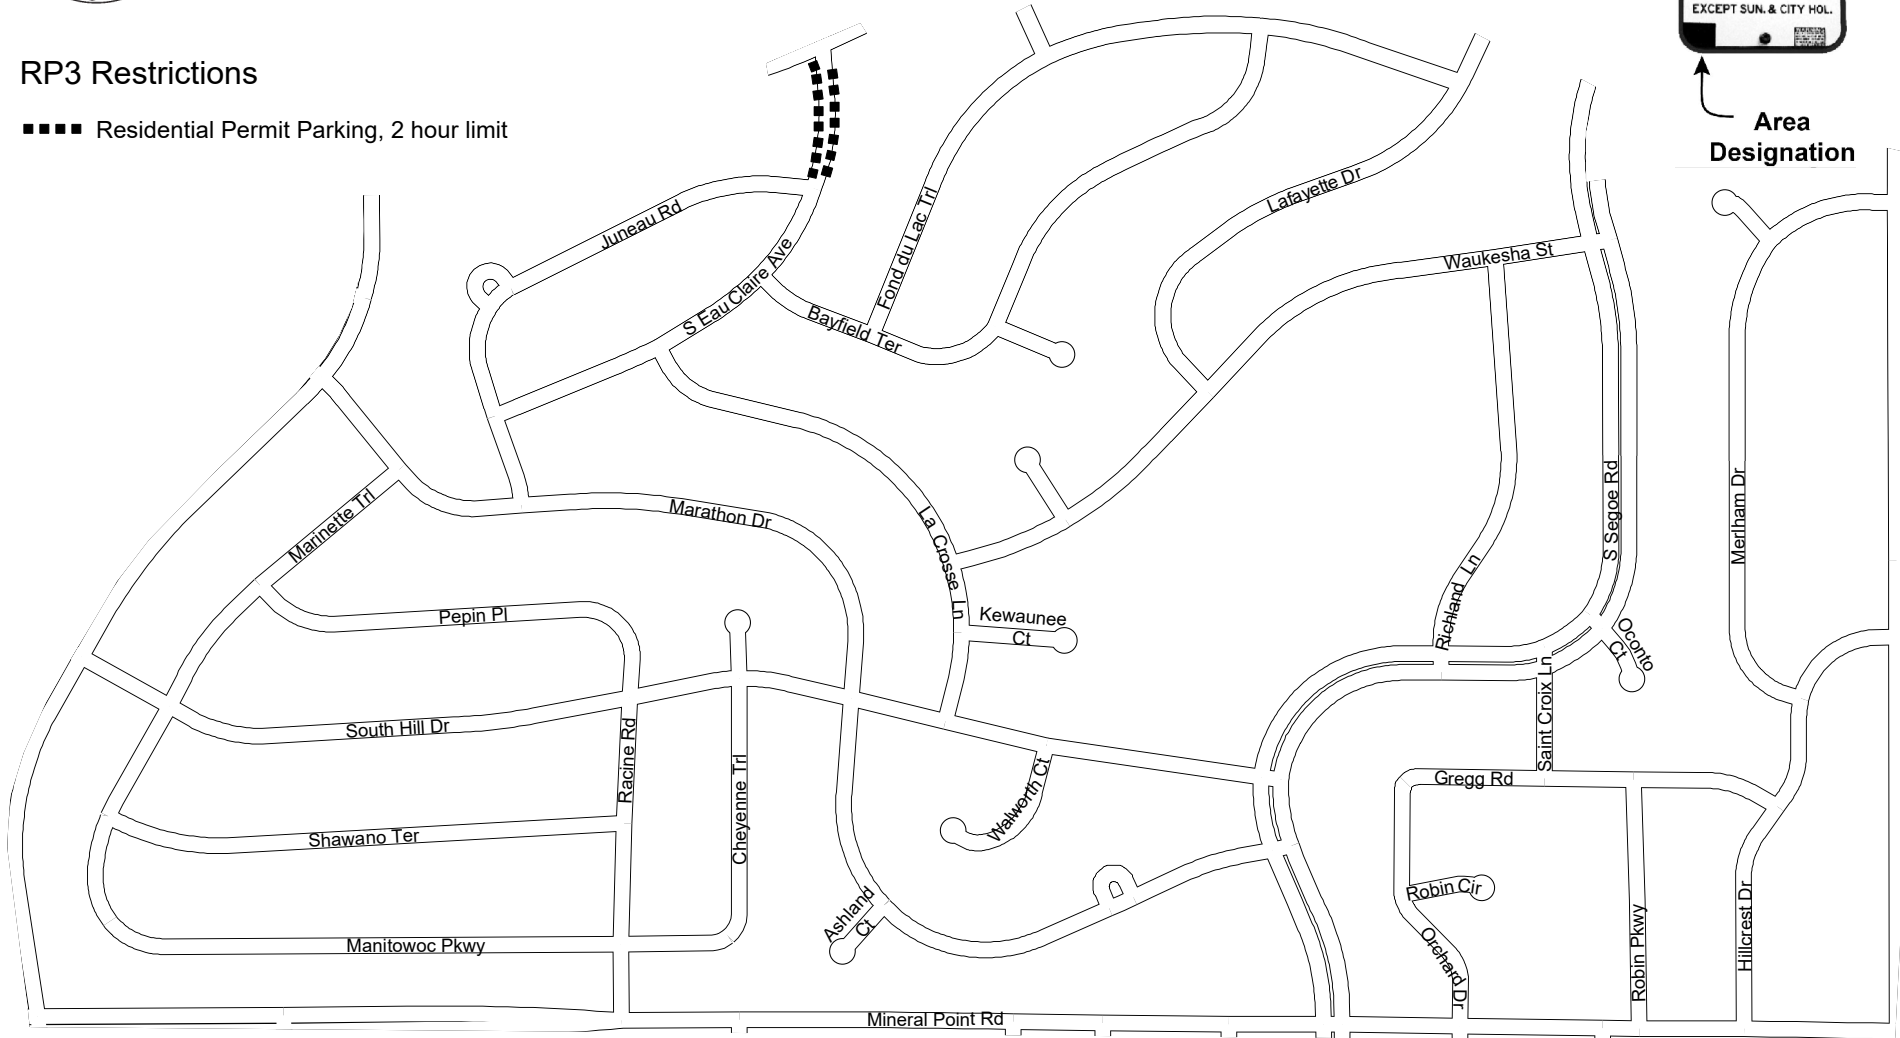 EXCEPT SUN. & CITY HOL.
RP3 Restrictions
Residential Permit Parking, 2 hour limit
Area
Designation
Juneau Rd
S Eau Claire Ave
Fond du Lac Trl
Bayfield Ter
Lafayette Dr
Waukesha St
Marinette Trl
Marathon Dr
La Crosse Ln
S Segoe Rd
Merlham Dr
Richland Ln
Pepin Pl
Kewaunee
Ct
Oconto
Ct
South Hill Dr
Racine Rd
Cheyenne Trl
Walworth Ct
Saint Croix Ln
Gregg Rd
Shawano Ter
Robin Cir
Ashland
Ct
Orchard Dr
Robin Pkwy
Hillcrest Dr
Manitowoc Pkwy
Mineral Point Rd